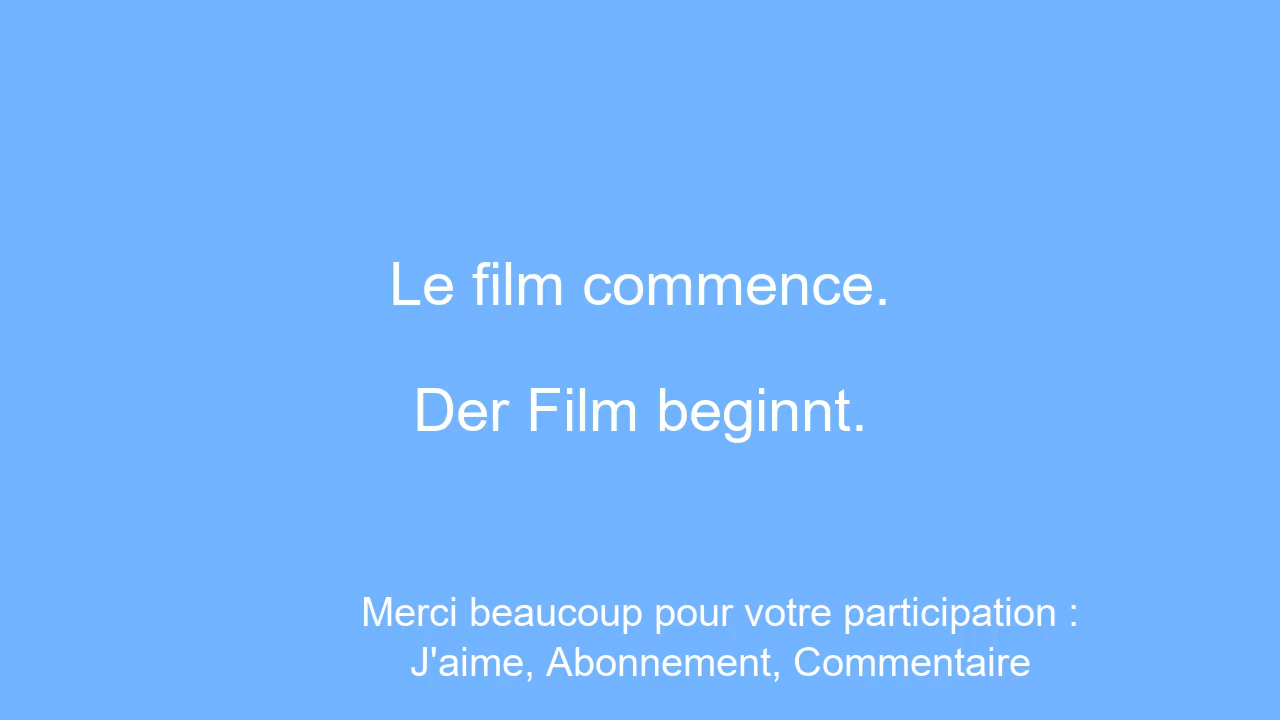 Le film commence.
Der Film beginnt.
Merci beaucoup pour votre participation :
J'aime, Abonnement, Commentaire